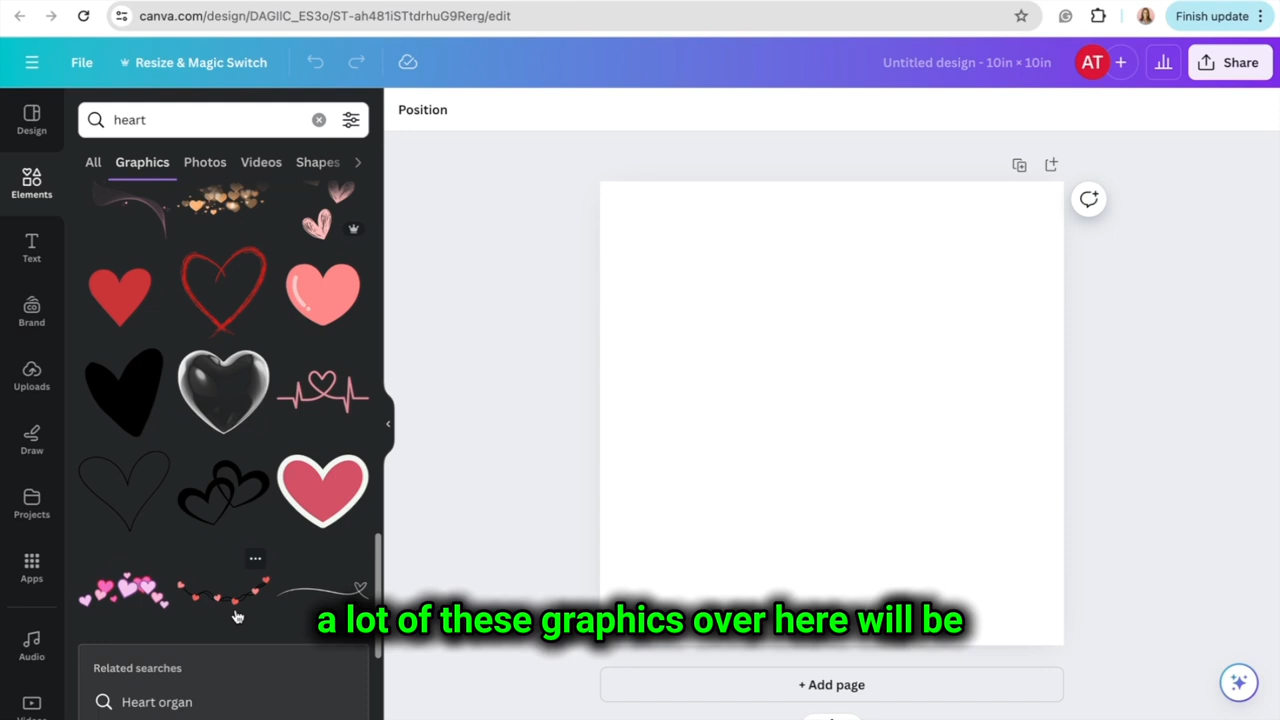 canva.com/design/DAGIlC_ES3o/ST-ah481iSTtdrhuG9Rerg/edit
Finish update
File
Resize & Magic Switch
Untitled design - 10in × 10in
AT
+
Share
Design
Elements
Text
Brand
Uploads
Draw
Projects
Apps
Audio
heart
All
Graphics
Photos
Videos
Shapes
Position
a lot of these graphics over here will be
Related searches
Heart organ
+ Add page